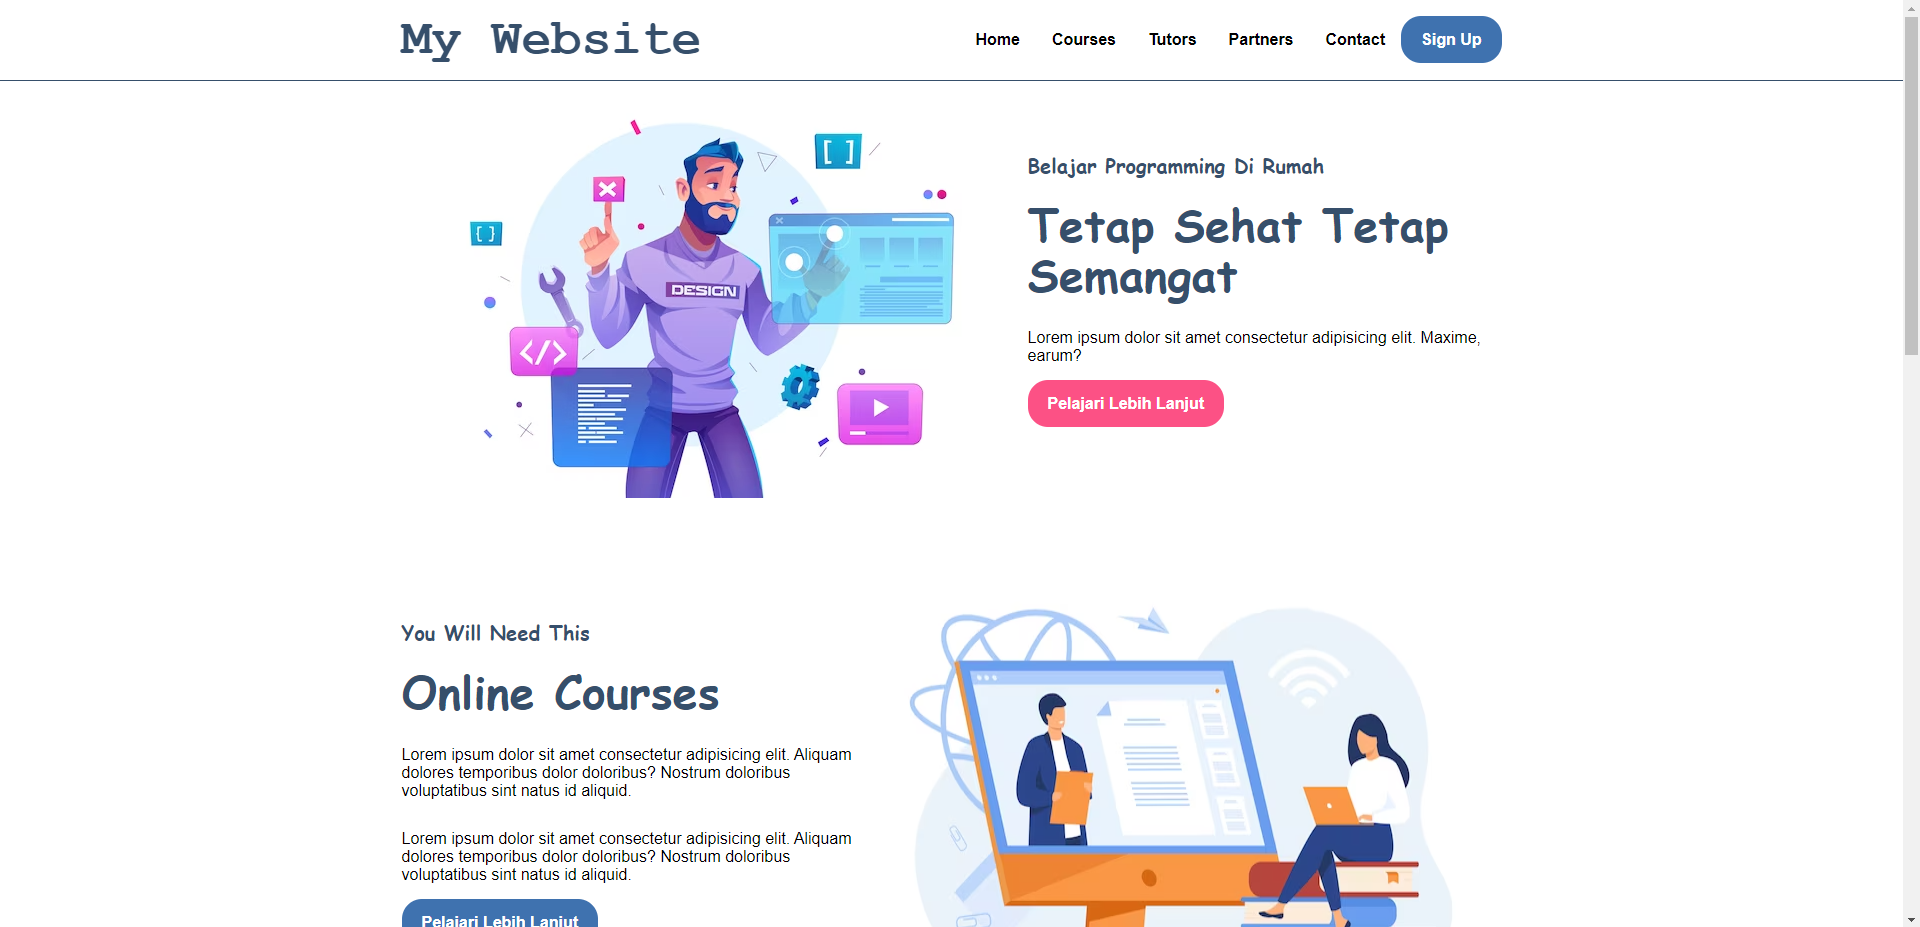 My Website
Home Courses Tutors Partners Contact Sign Up
[ ]
{ }
DESIGN
</>
Belajar Programming Di Rumah
Tetap Sehat Tetap
Semangat
Lorem ipsum dolor sit amet consectetur adipisicing elit. Maxime,
earum?
Pelajari Lebih Lanjut
You Will Need This
Online Courses
Lorem ipsum dolor sit amet consectetur adipisicing elit. Aliquam
dolores temporibus dolor doloribus? Nostrum doloribus
voluptatibus sint natus id aliquid.
Lorem ipsum dolor sit amet consectetur adipisicing elit. Aliquam
dolores temporibus dolor doloribus? Nostrum doloribus
voluptatibus sint natus id aliquid.
Pelajari Lebih Lanjut